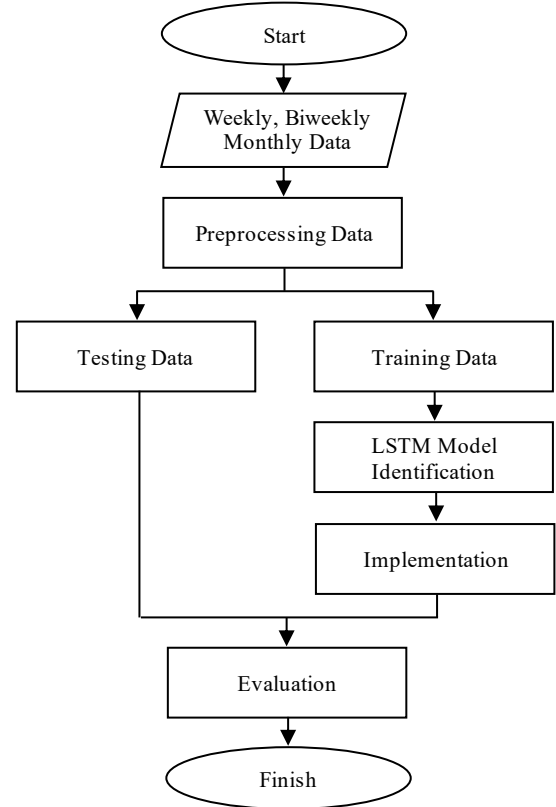 Start
Weekly, Biweekly
Monthly Data
Preprocessing Data
Testing Data
Training Data
LSTM Model
Identification
Implementation
Evaluation
Finish